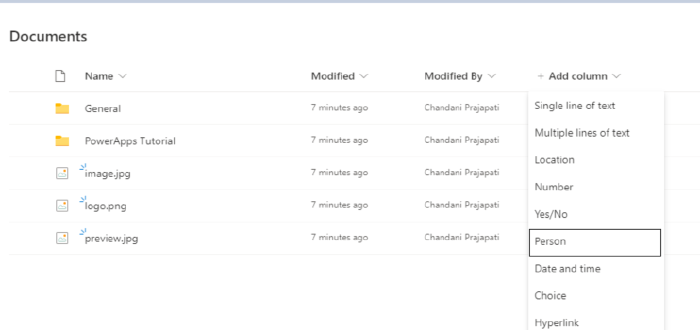 Documents
Name
Modified
Modified By
+ Add column
General
7 minutes ago
Chandani Prajapati
PowerApps Tutorial
7 minutes ago
Chandani Prajapati
image.jpg
7 minutes ago
Chandani Prajapati
logo.png
7 minutes ago
Chandani Prajapati
preview.jpg
7 minutes ago
Chandani Prajapati
Single line of text
Multiple lines of text
Location
Number
Yes/No
Person
Date and time
Choice
Hyperlink